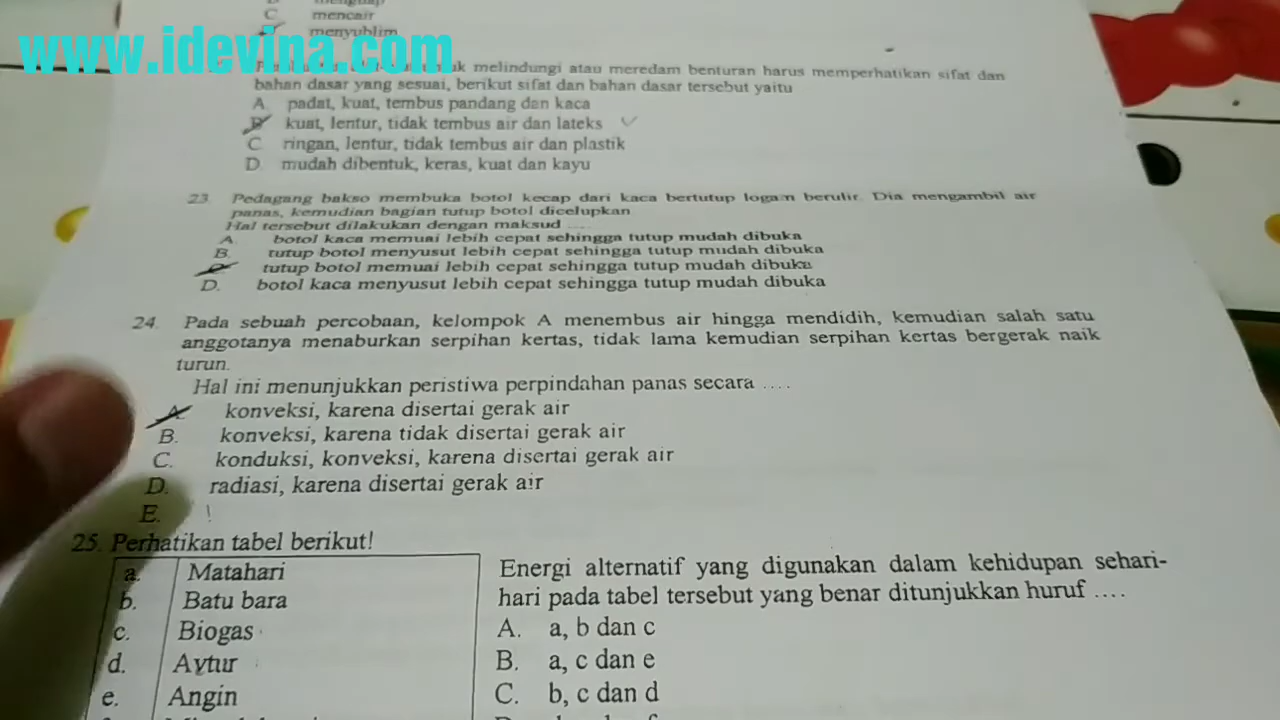 C. mencair
menyublim
www.idevina.com
melindungi atau meredam benturan harus memperhatikan sifat dan
bahan dasar yang sesuai, berikut sifat dan bahan dasar tersebut yaitu
A. padat, kuat, tembus pandang dan kaca
B. kuat, lentur, tidak tembus air dan lateks
C. ringan, lentur, tidak tembus air dan plastik
D. mudah dibentuk, keras, kuat dan kayu
23. Pedagang bakso membuka botol kecap dari kaca bertutup logam berulir. Dia mengambil air
panas, kemudian bagian tutup botol dicelupkan
Hal tersebut dilakukan dengan maksud ....
A. botol kaca memuai lebih cepat sehingga tutup mudah dibuka
B. tutup botol menyusut lebih cepat sehingga tutup mudah dibuka
C. tutup botol memuai lebih cepat sehingga tutup mudah dibuka
D. botol kaca menyusut lebih cepat sehingga tutup mudah dibuka
24. Pada sebuah percobaan, kelompok A menembus air hingga mendidih, kemudian salah satu
anggotanya menaburkan serpihan kertas, tidak lama kemudian serpihan kertas bergerak naik
turun.
Hal ini menunjukkan peristiwa perpindahan panas secara ....
A. konveksi, karena disertai gerak air
B. konveksi, karena tidak disertai gerak air
C. konduksi, konveksi, karena disertai gerak air
D. radiasi, karena disertai gerak air
E. !
25. Perhatikan tabel berikut!
a. Matahari
b. Batu bara
c. Biogas
d. Avtur
e. Angin
Energi alternatif yang digunakan dalam kehidupan sehari-
hari pada tabel tersebut yang benar ditunjukkan huruf ....
A. a, b dan c
B. a, c dan e
C. b, c dan d